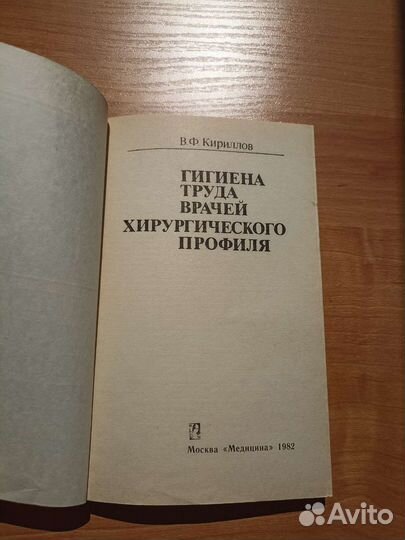 В.Ф Кириллов
ГИГИЕНА
ТРУДА
ВРАЧЕЙ
ХИРУРГИЧЕСКОГО
ПРОФИЛЯ
Москва «Медицина» 1982
Avito